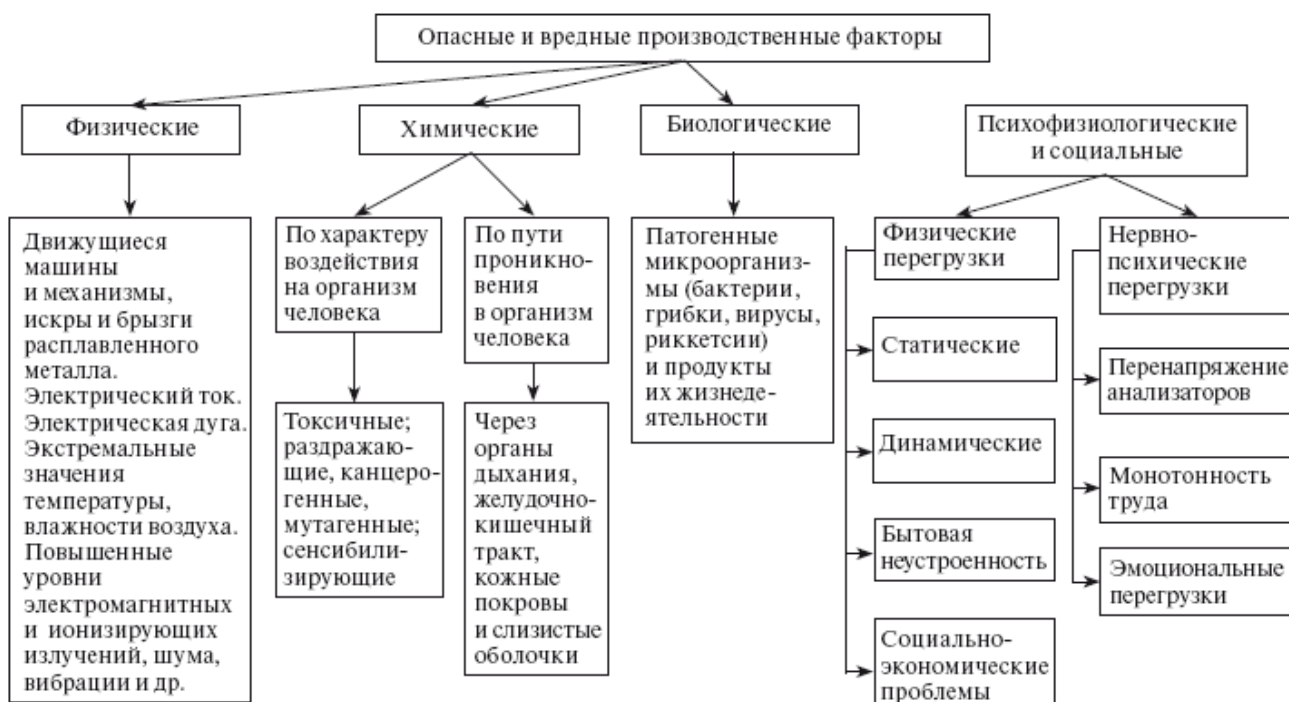 Опасные и вредные производственные факторы
Физические
Химические
Биологические
Психофизиологические
и социальные
Движущиеся
машины
и механизмы,
искры и брызги
расплавленного
металла.
Электрический ток.
Электрическая дуга.
Экстремальные
значения
температуры,
влажности воздуха.
Повышенные
уровни
электромагнитных
и ионизирующих
излучений, шума,
вибрации и др.
По характеру
воздействия
на организм
человека
Токсичные;
раздражаю-
щие, канцеро-
генные,
мутагенные;
сенсибили-
зирующие
По пути
проникно-
вения
в организм
человека
Через
органы
дыхания,
желудочно-
кишечный
тракт,
кожные
покровы
и слизистые
оболочки
Патогенные
микроорганиз-
мы (бактерии,
грибки, вирусы,
риккетсии)
и продукты
их жизнеде-
ятельности
Физические
перегрузки
Статические
Динамические
Бытовая
неустроенность
Социально-
экономические
проблемы
Нервно-
психические
перегрузки
Перенапряжение
анализаторов
Монотонность
труда
Эмоциональные
перегрузки